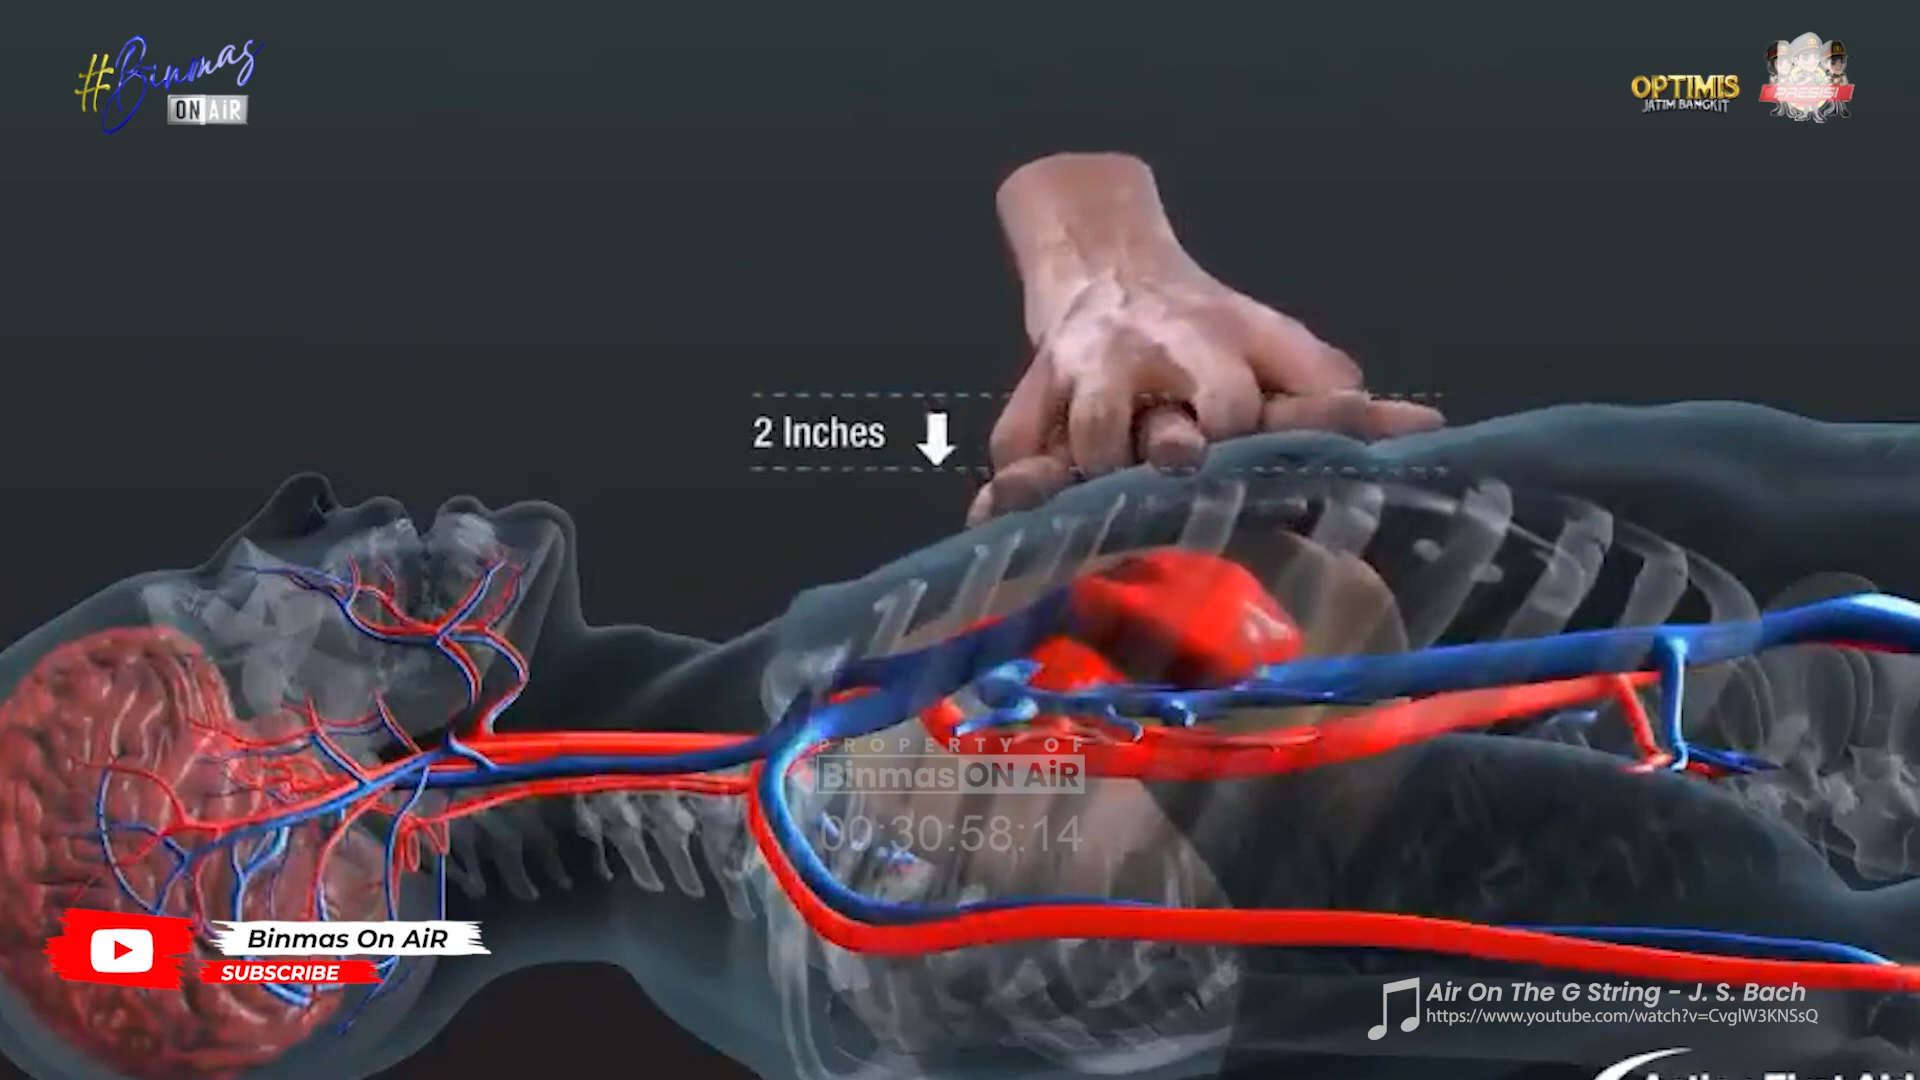 #Binmas
ON AiR
OPTIMIS
JATIM BANGKIT
PRESISI
2 Inches
PROPERTY OF
Binmas ON AiR
00:30:58:14
Binmas On AiR
SUBSCRIBE
Air On The G String - J. S. Bach
https://www.youtube.com/watch?v=CvglW3KNSsQ